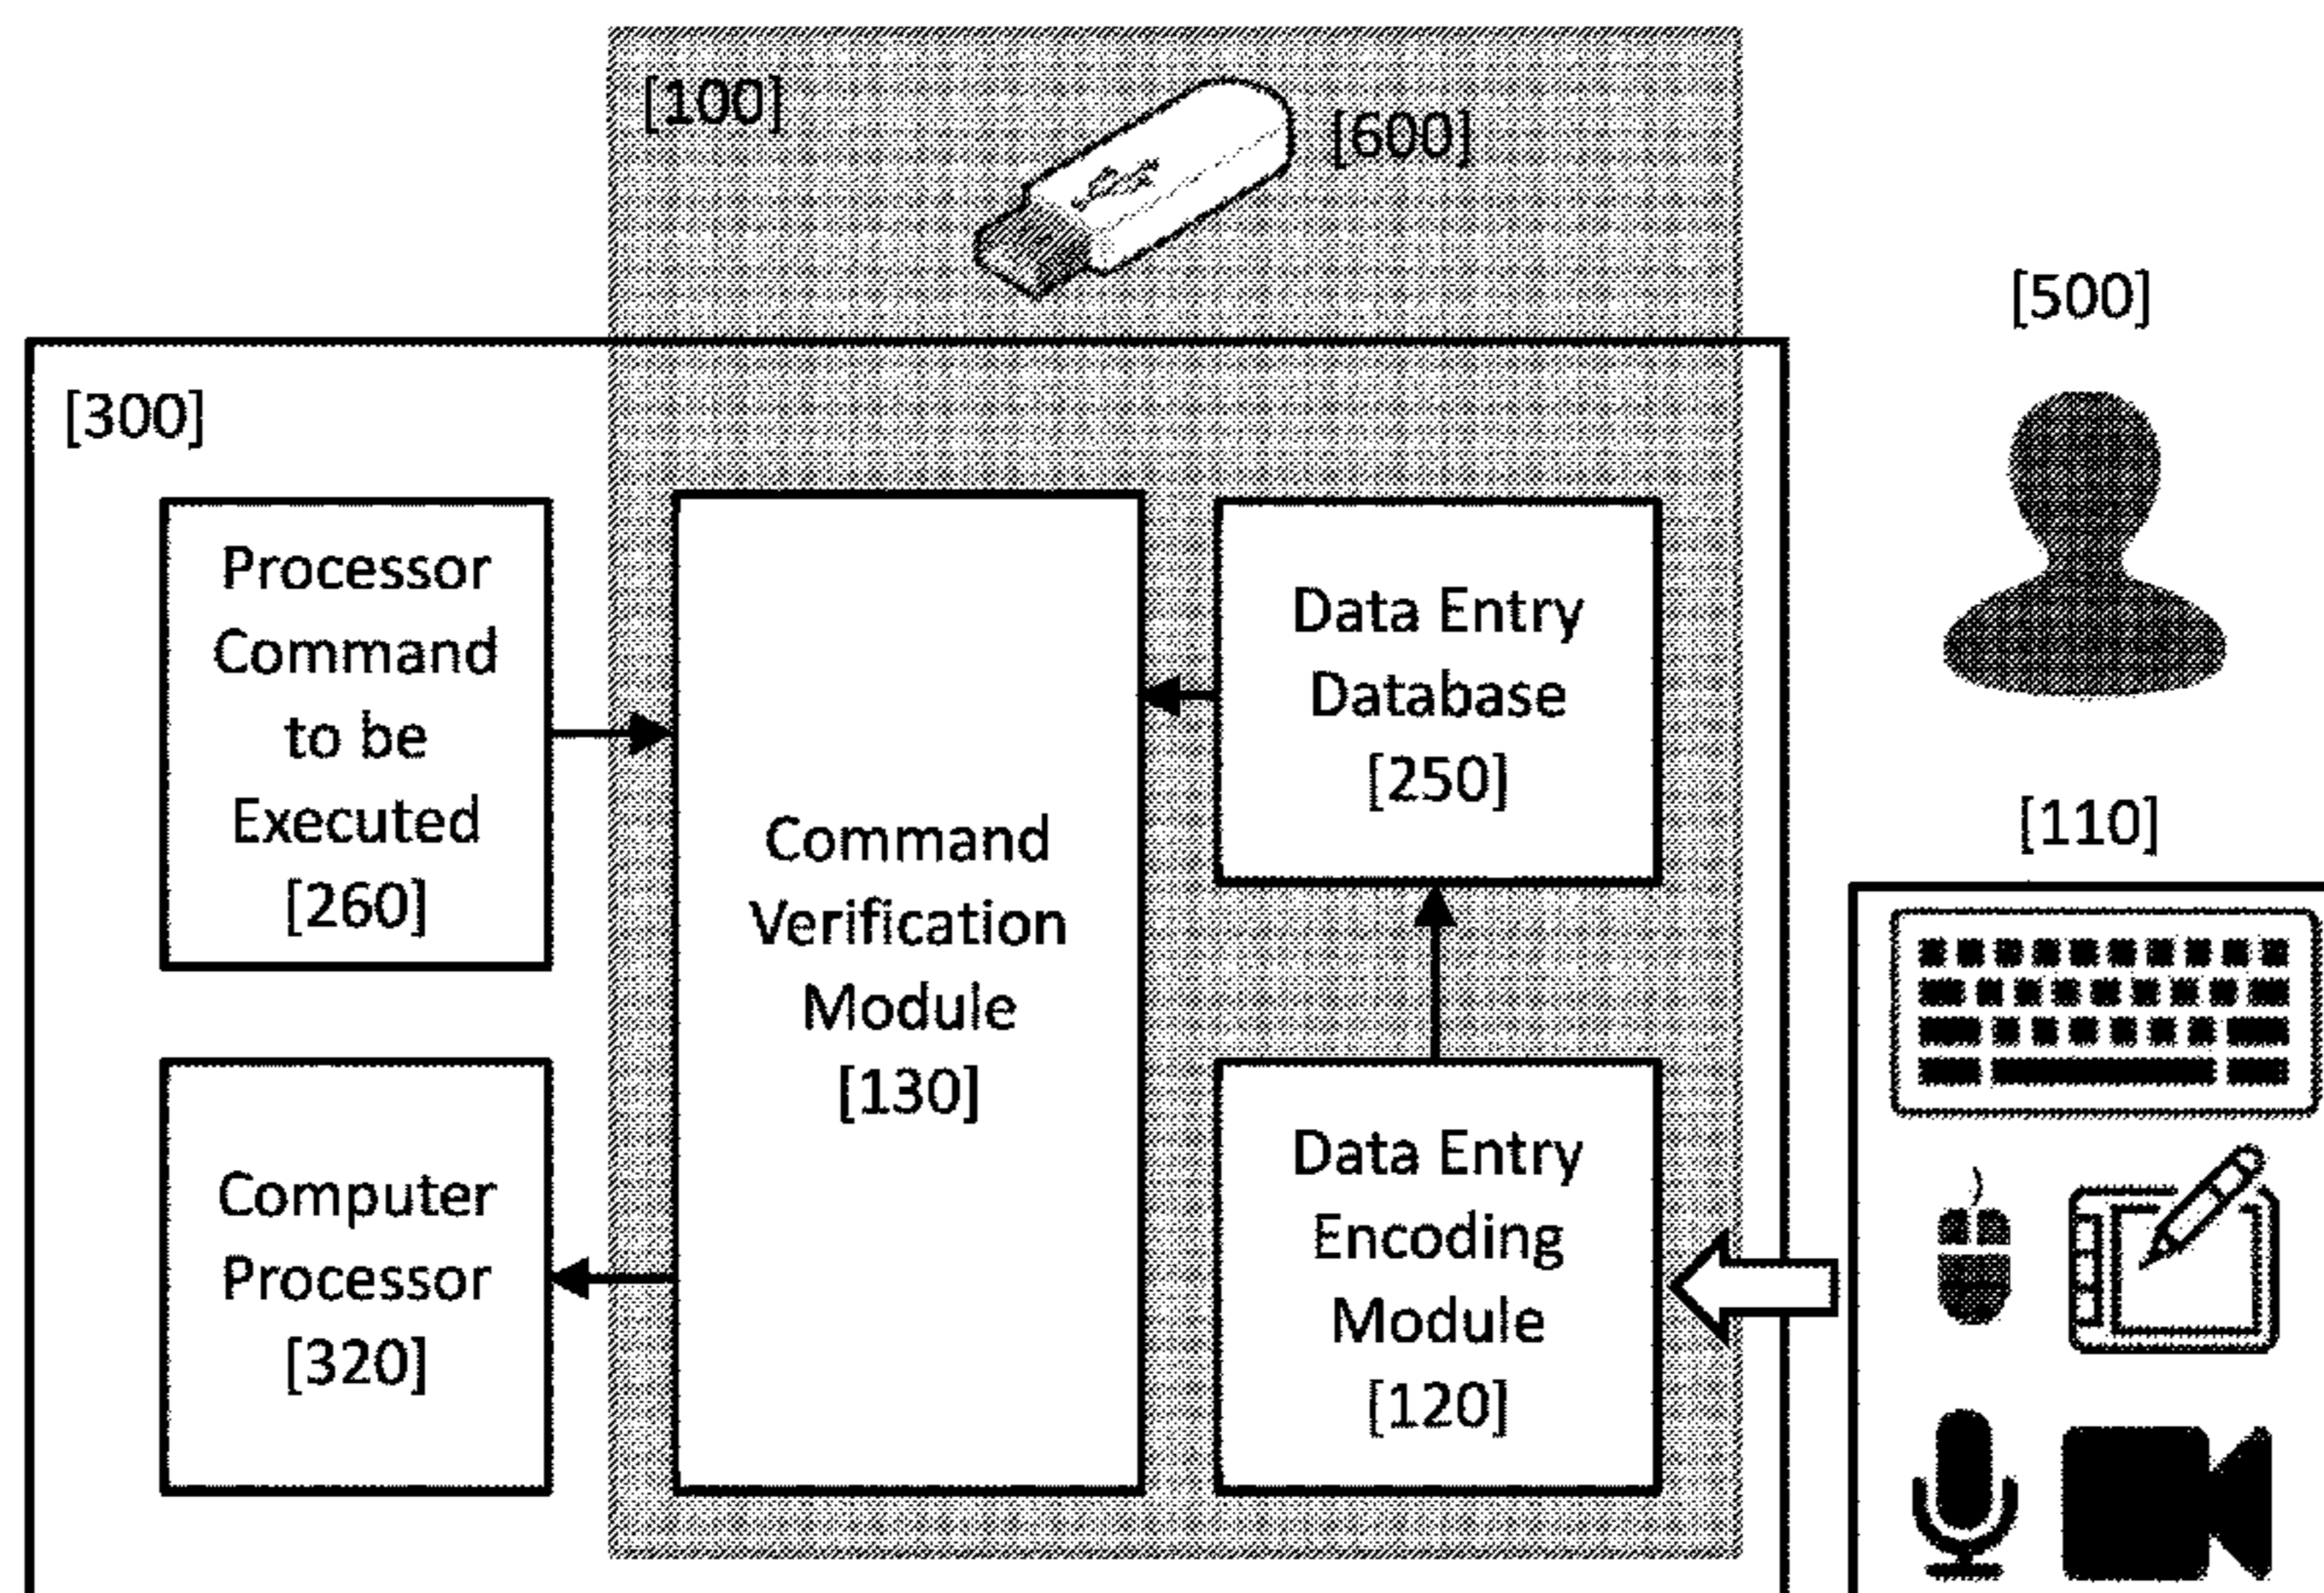 [100]
[600]
[500]
[300]
Processor
Command
to be
Executed
[260]
Command
Verification
Module
[130]
Data Entry
Database
[250]
[110]
Computer
Processor
[320]
Data Entry
Encoding
Module
[120]